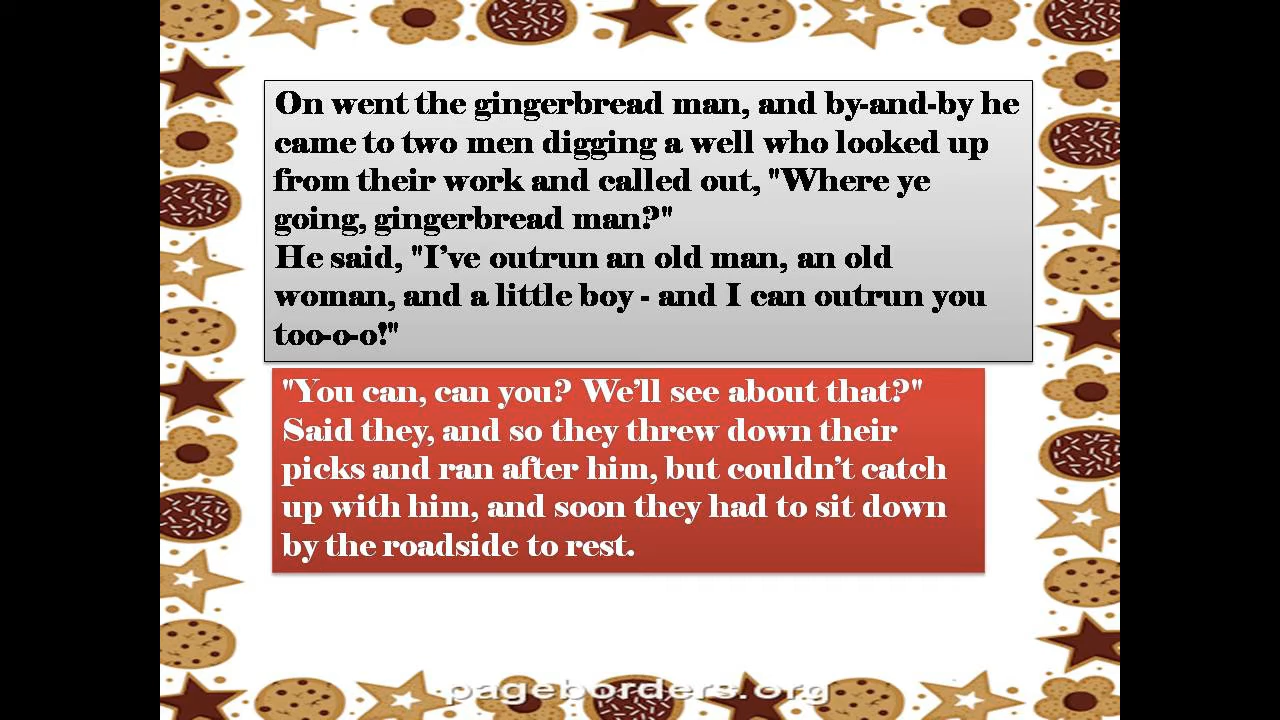 On went the gingerbread man, and by-and-by he
came to two men digging a well who looked up
from their work and called out, "Where ye
going, gingerbread man?"
He said, "I’ve outrun an old man, an old
woman, and a little boy - and I can outrun you
too-o-o!"
"You can, can you? We’ll see about that?"
Said they, and so they threw down their
picks and ran after him, but couldn’t catch
up with him, and soon they had to sit down
by the roadside to rest.
pageborders.org